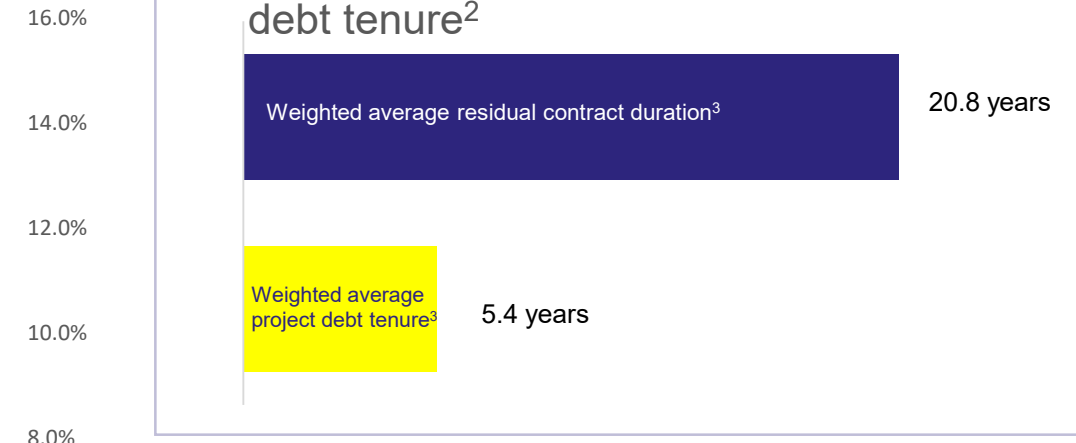 16.0%
14.0%
12.0%
10.0%
8.0%
debt tenure²
Weighted average residual contract duration³
20.8 years
Weighted average
project debt tenure³
5.4 years